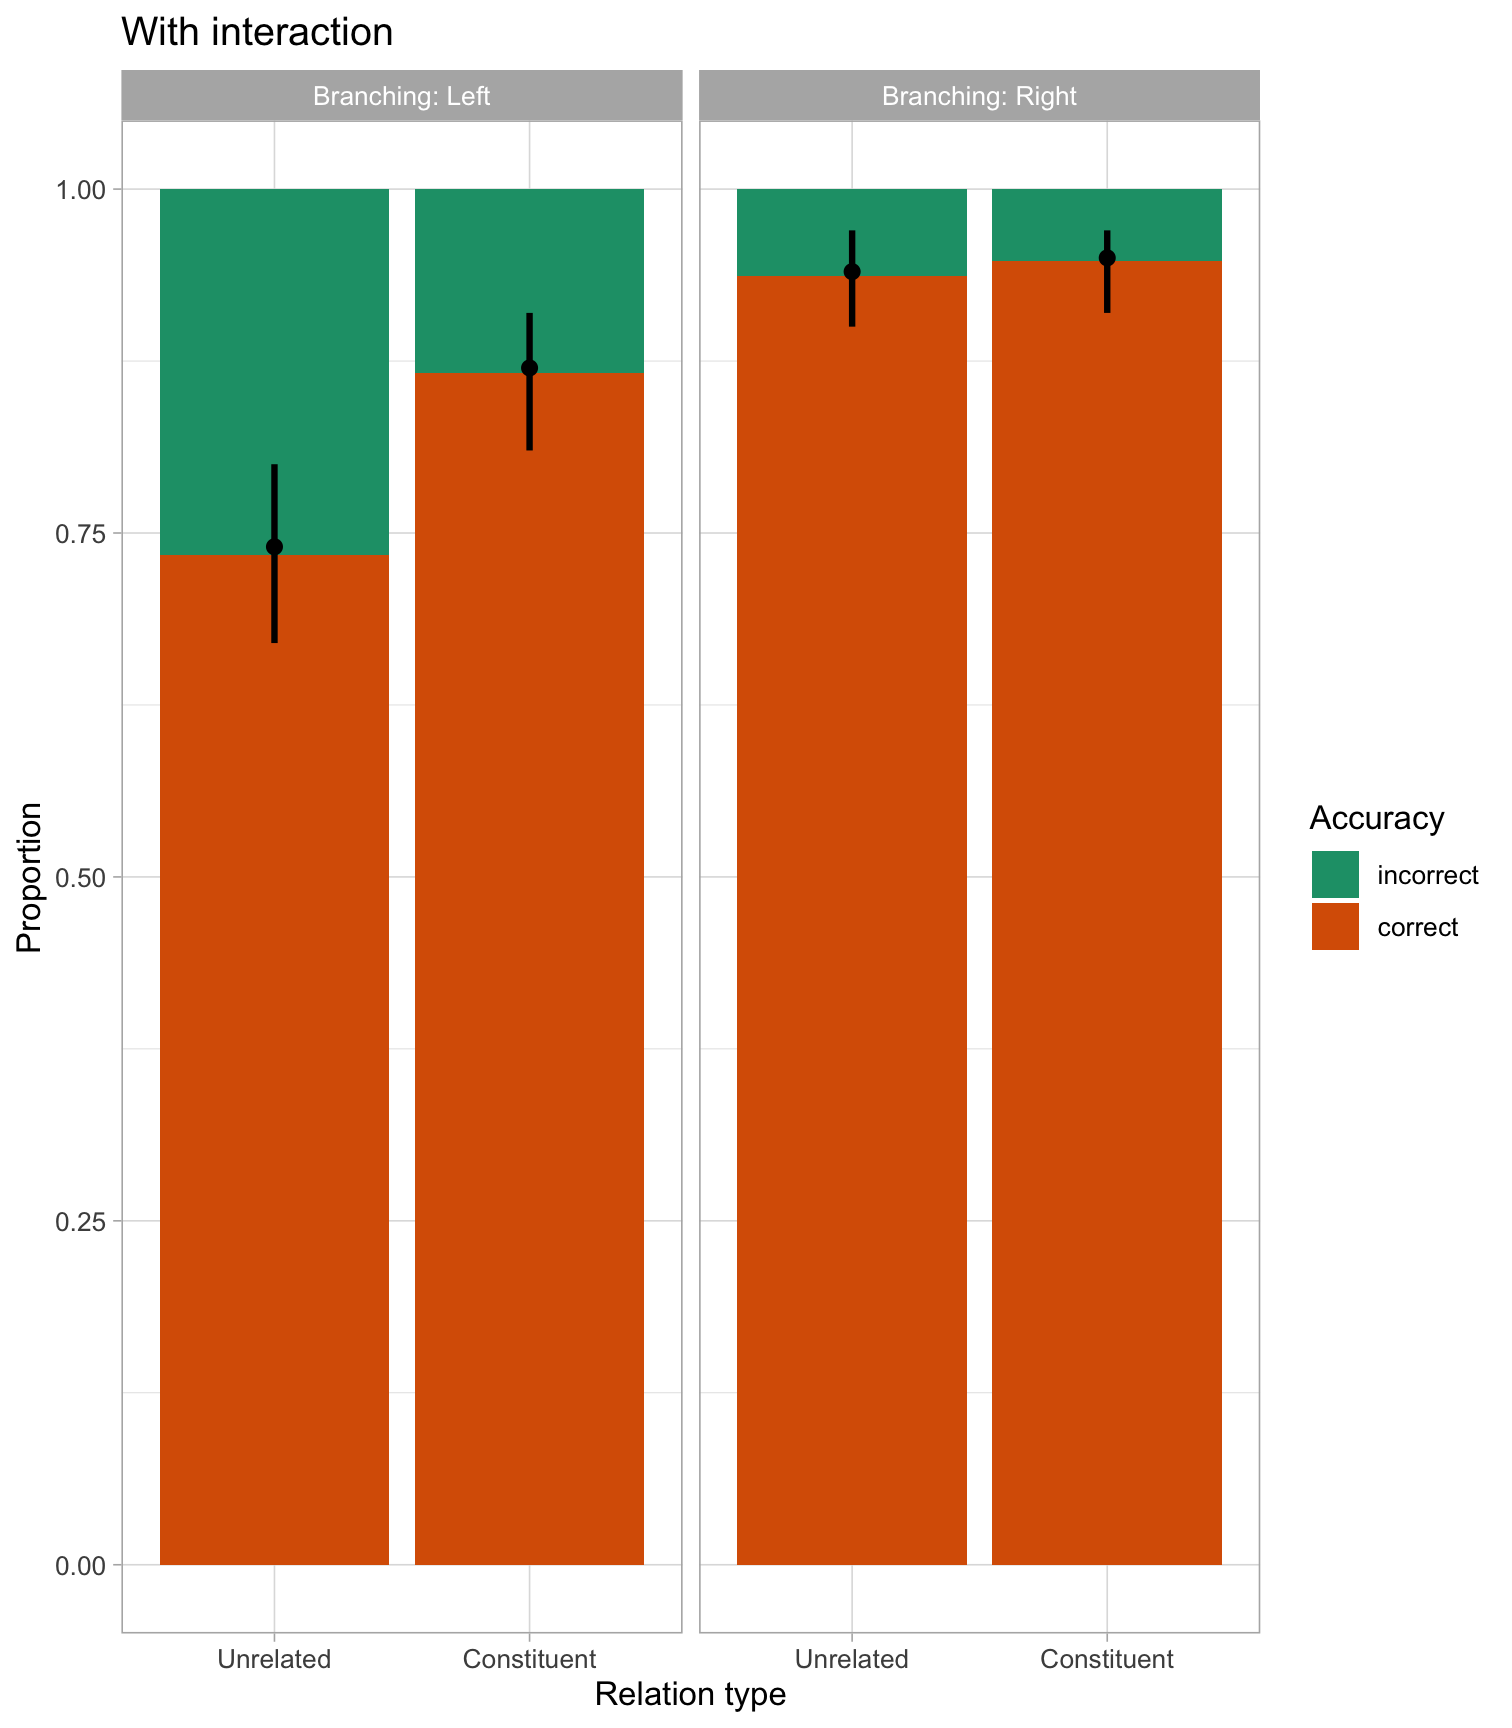 With interaction
Branching: Left
Branching: Right
1.00
0.75
0.50
0.25
0.00
Proportion
Unrelated
Constituent
Unrelated
Constituent
Relation type
Accuracy
incorrect
correct